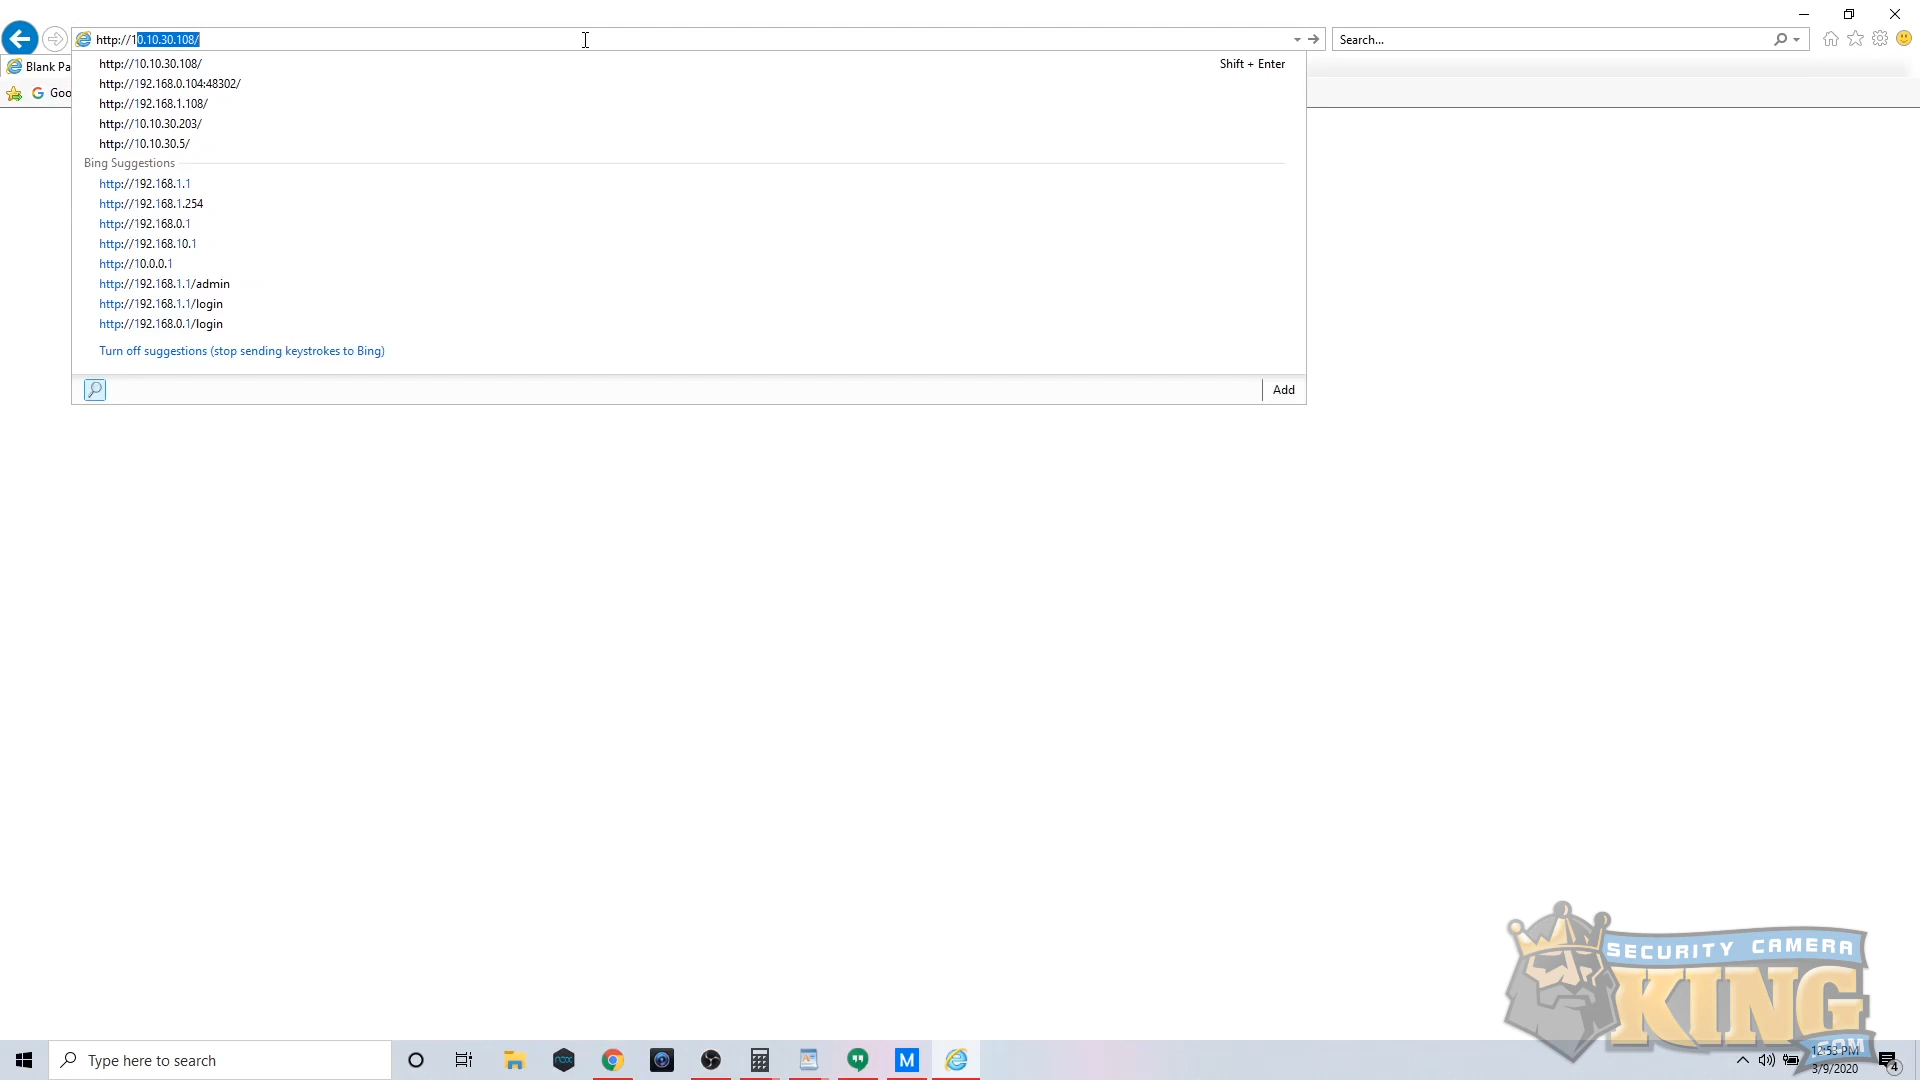 http://10.10.30.108/
Search...
Blank Pa
Goo
http://10.10.30.108/
Shift + Enter
http://192.168.0.104:48302/
http://192.168.1.108/
http://10.10.30.203/
http://10.10.30.5/
Bing Suggestions
http://192.168.1.1
http://192.168.1.254
http://192.168.0.1
http://192.168.10.1
http://10.0.0.1
http://192.168.1.1/admin
http://192.168.1.1/login
http://192.168.0.1/login
Turn off suggestions (stop sending keystrokes to Bing)
Add
SECURITY CAMERA
KING
.COM
Type here to search
nox
M
12:53 PM
3/9/2020
4